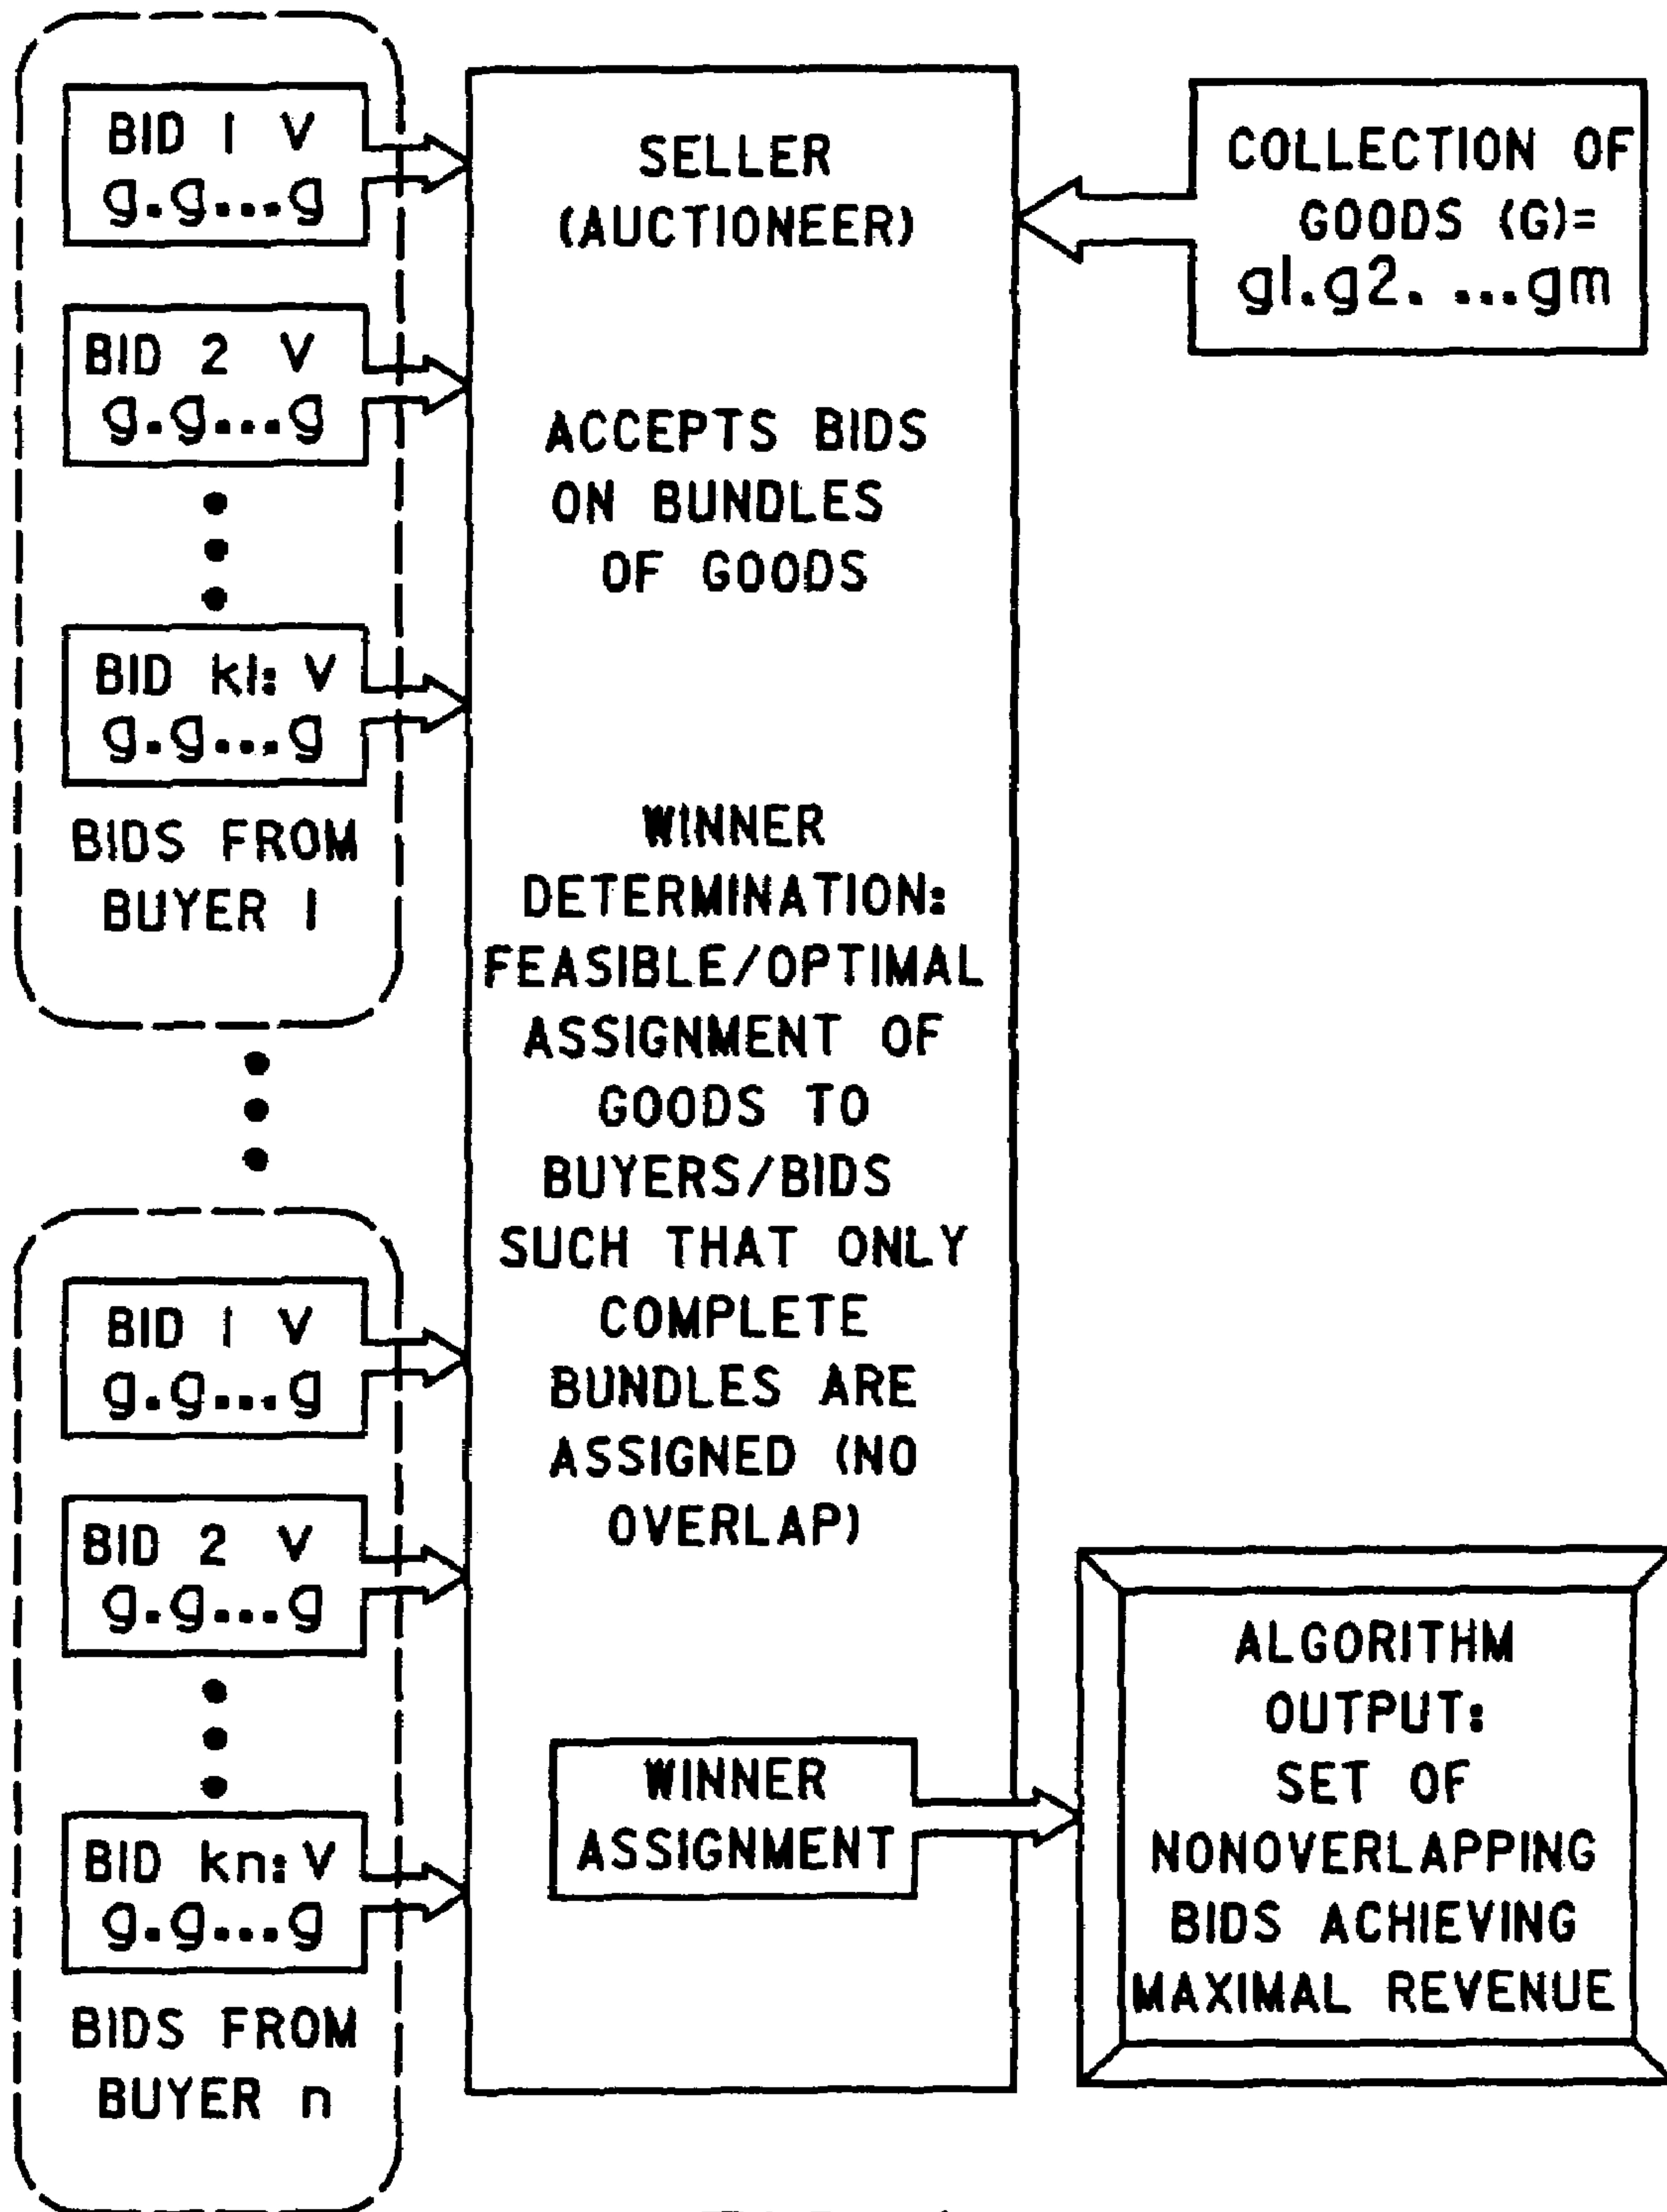 BID 1 V
g.g...g
BID 2 V
g.g...g
BID k1: V
g.g...g
BIDS FROM
BUYER 1
BID 1 V
g.g...g
BID 2 V
g.g...g
BID kn: V
g.g...g
BIDS FROM
BUYER n
SELLER
(AUCTIONEER)
ACCEPTS BIDS
ON BUNDLES
OF GOODS
WINNER
DETERMINATION:
FEASIBLE/OPTIMAL
ASSIGNMENT OF
GOODS TO
BUYERS/BIDS
SUCH THAT ONLY
COMPLETE
BUNDLES ARE
ASSIGNED (NO
OVERLAP)
WINNER
ASSIGNMENT
COLLECTION OF
GOODS (G)=
g1.g2. ...gm
ALGORITHM
OUTPUT:
SET OF
NONOVERLAPPING
BIDS ACHIEVING
MAXIMAL REVENUE